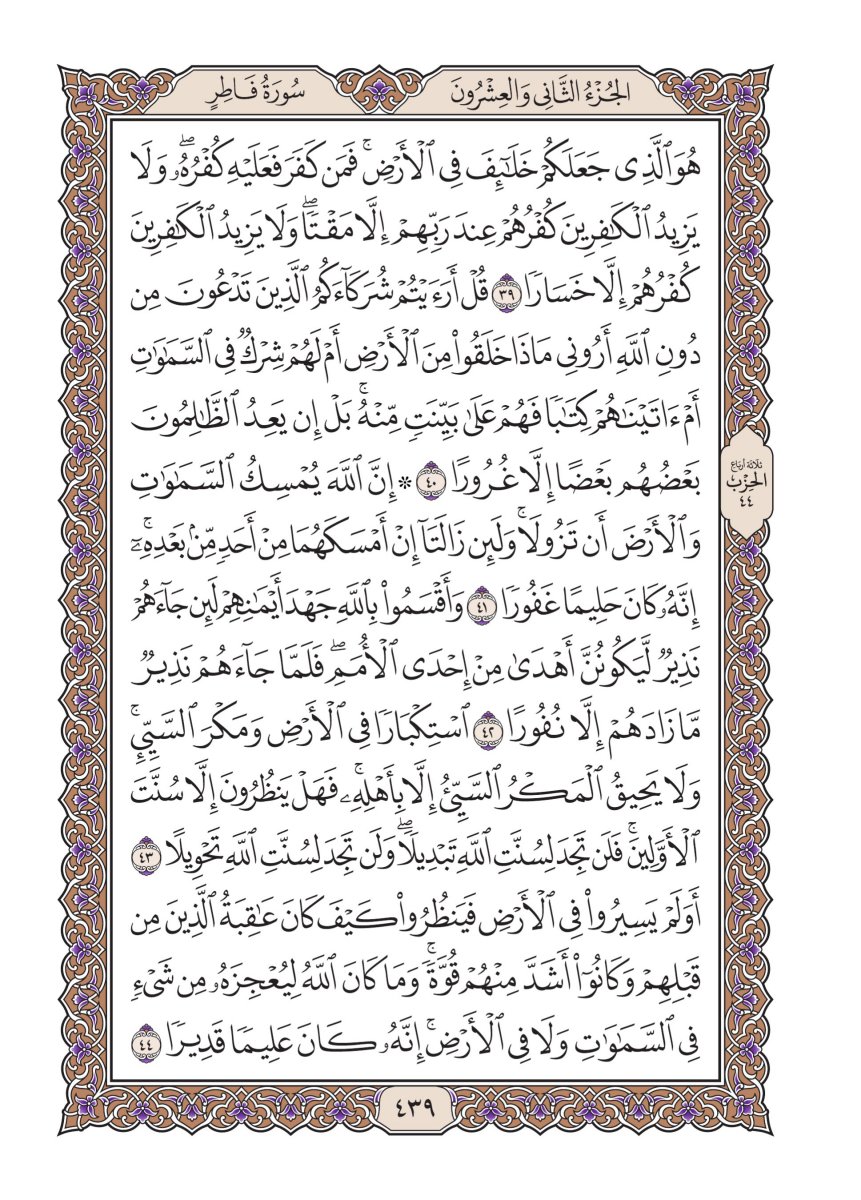 الجُزْءُ الثَّانِي وَالعِشْرُونَ
سُورَةُ فَاطِرٍ
هُوَ ٱلَّذِى جَعَلَكُمْ خَلَـٰٓئِفَ فِى ٱلْأَرْضِ ۚ فَمَن كَفَرَ فَعَلَيْهِ كُفْرُهُۥ ۖ وَلَا
يَزِيدُ ٱلْكَـٰفِرِينَ كُفْرُهُمْ عِندَ رَبِّهِمْ إِلَّا مَقْتًا ۖ وَلَا يَزِيدُ ٱلْكَـٰفِرِينَ
كُفْرُهُمْ إِلَّا خَسَارًا ٣٩ قُلْ أَرَءَيْتُمْ شُرَكَآءَكُمُ ٱلَّذِينَ تَدْعُونَ مِن
دُونِ ٱللَّهِ أَرُونِى مَاذَا خَلَقُوا۟ مِنَ ٱلْأَرْضِ أَمْ لَهُمْ شِرْكٌ فِى ٱلسَّمَـٰوَٰتِ
أَمْ ءَاتَيْنَـٰهُمْ كِتَـٰبًا فَهُمْ عَلَىٰ بَيِّنَتٍ مِّنْهُ ۚ بَلْ إِن يَعِدُ ٱلظَّـٰلِمُونَ
بَعْضُهُم بَعْضًا إِلَّا غُرُورًا ٤٠ ۞ إِنَّ ٱللَّهَ يُمْسِكُ ٱلسَّمَـٰوَٰتِ
وَٱلْأَرْضَ أَن تَزُولَا ۚ وَلَئِن زَالَتَآ إِنْ أَمْسَكَهُمَا مِنْ أَحَدٍ مِّنۢ بَعْدِهِۦٓ ۚ
إِنَّهُۥ كَانَ حَلِيمًا غَفُورًا ٤١ وَأَقْسَمُوا۟ بِٱللَّهِ جَهْدَ أَيْمَـٰنِهِمْ لَئِن جَآءَهُمْ
نَذِيرٌ لَّيَكُونُنَّ أَهْدَىٰ مِنْ إِحْدَى ٱلْأُمَمِ ۖ فَلَمَّا جَآءَهُمْ نَذِيرٌ
مَّا زَادَهُمْ إِلَّا نُفُورًا ٤٢ ٱسْتِكْبَارًا فِى ٱلْأَرْضِ وَمَكْرَ ٱلسَّيِّئِ ۚ
وَلَا يَحِيقُ ٱلْمَكْرُ ٱلسَّيِّئُ إِلَّا بِأَهْلِهِۦ ۚ فَهَلْ يَنظُرُونَ إِلَّا سُنَّتَ
ٱلْأَوَّلِينَ ۚ فَلَن تَجِدَ لِسُنَّتِ ٱللَّهِ تَبْدِيلًا ۖ وَلَن تَجِدَ لِسُنَّتِ ٱللَّهِ تَحْوِيلًا ٤٣
أَوَلَمْ يَسِيرُوا۟ فِى ٱلْأَرْضِ فَيَنظُرُوا۟ كَيْفَ كَانَ عَـٰقِبَةُ ٱلَّذِينَ مِن
قَبْلِهِمْ وَكَانُوٓا۟ أَشَدَّ مِنْهُمْ قُوَّةً ۚ وَمَا كَانَ ٱللَّهُ لِيُعْجِزَهُۥ مِن شَىْءٍ
فِى ٱلسَّمَـٰوَٰتِ وَلَا فِى ٱلْأَرْضِ ۚ إِنَّهُۥ كَانَ عَلِيمًا قَدِيرًا ٤٤
ثلاثة أرباع
الحِزْب
٤٤
٤٣٩